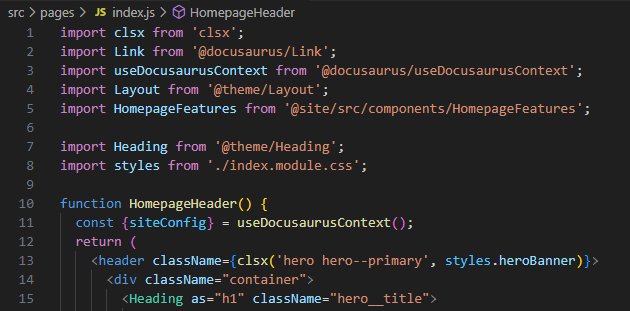 src > pages > JS index.js > HomepageHeader
1 import clsx from 'clsx';
2 import Link from '@docusaurus/Link';
3 import useDocusaurusContext from '@docusaurus/useDocusaurusContext';
4 import Layout from '@theme/Layout';
5 import HomepageFeatures from '@site/src/components/HomepageFeatures';
6
7 import Heading from '@theme/Heading';
8 import styles from './index.module.css';
9
10 function HomepageHeader() {
11   const {siteConfig} = useDocusaurusContext();
12   return (
13     <header className={clsx('hero hero--primary', styles.heroBanner)}>
14       <div className="container">
15         <Heading as="h1" className="hero__title">